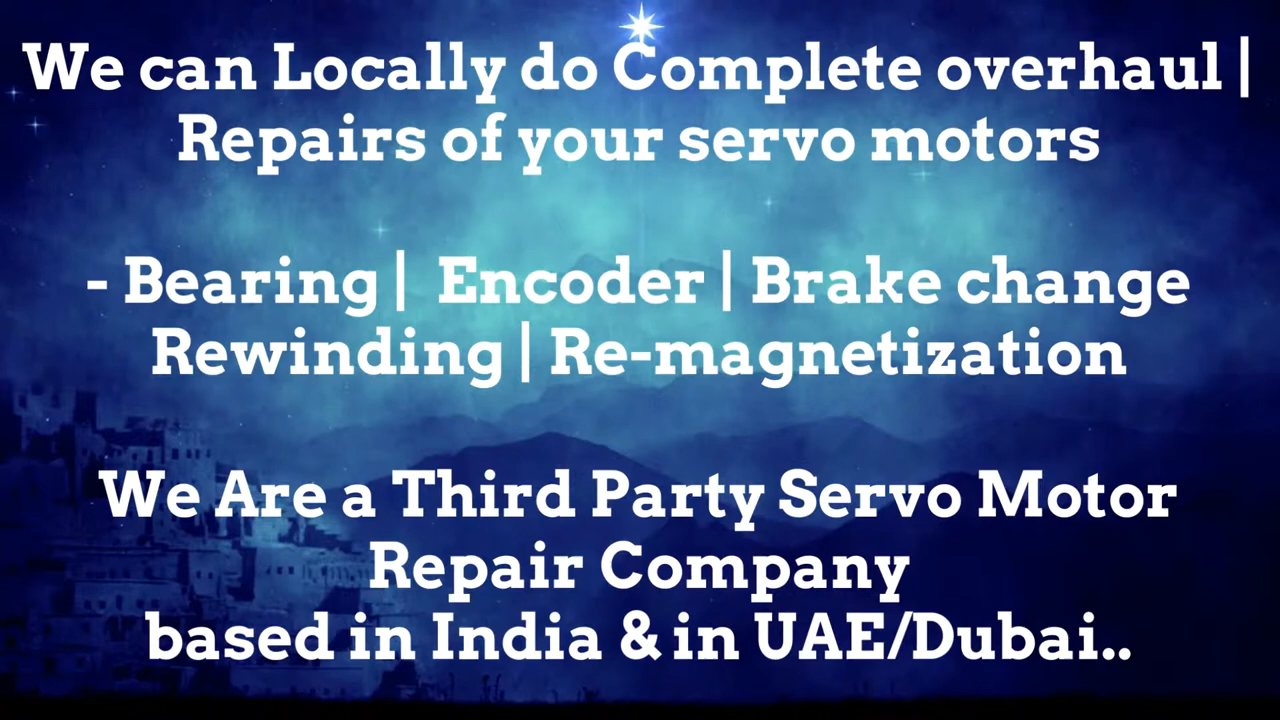 We can Locally do Complete overhaul |
Repairs of your servo motors
- Bearing | Encoder | Brake change
Rewinding | Re-magnetization
We Are a Third Party Servo Motor
Repair Company
based in India & in UAE/Dubai..